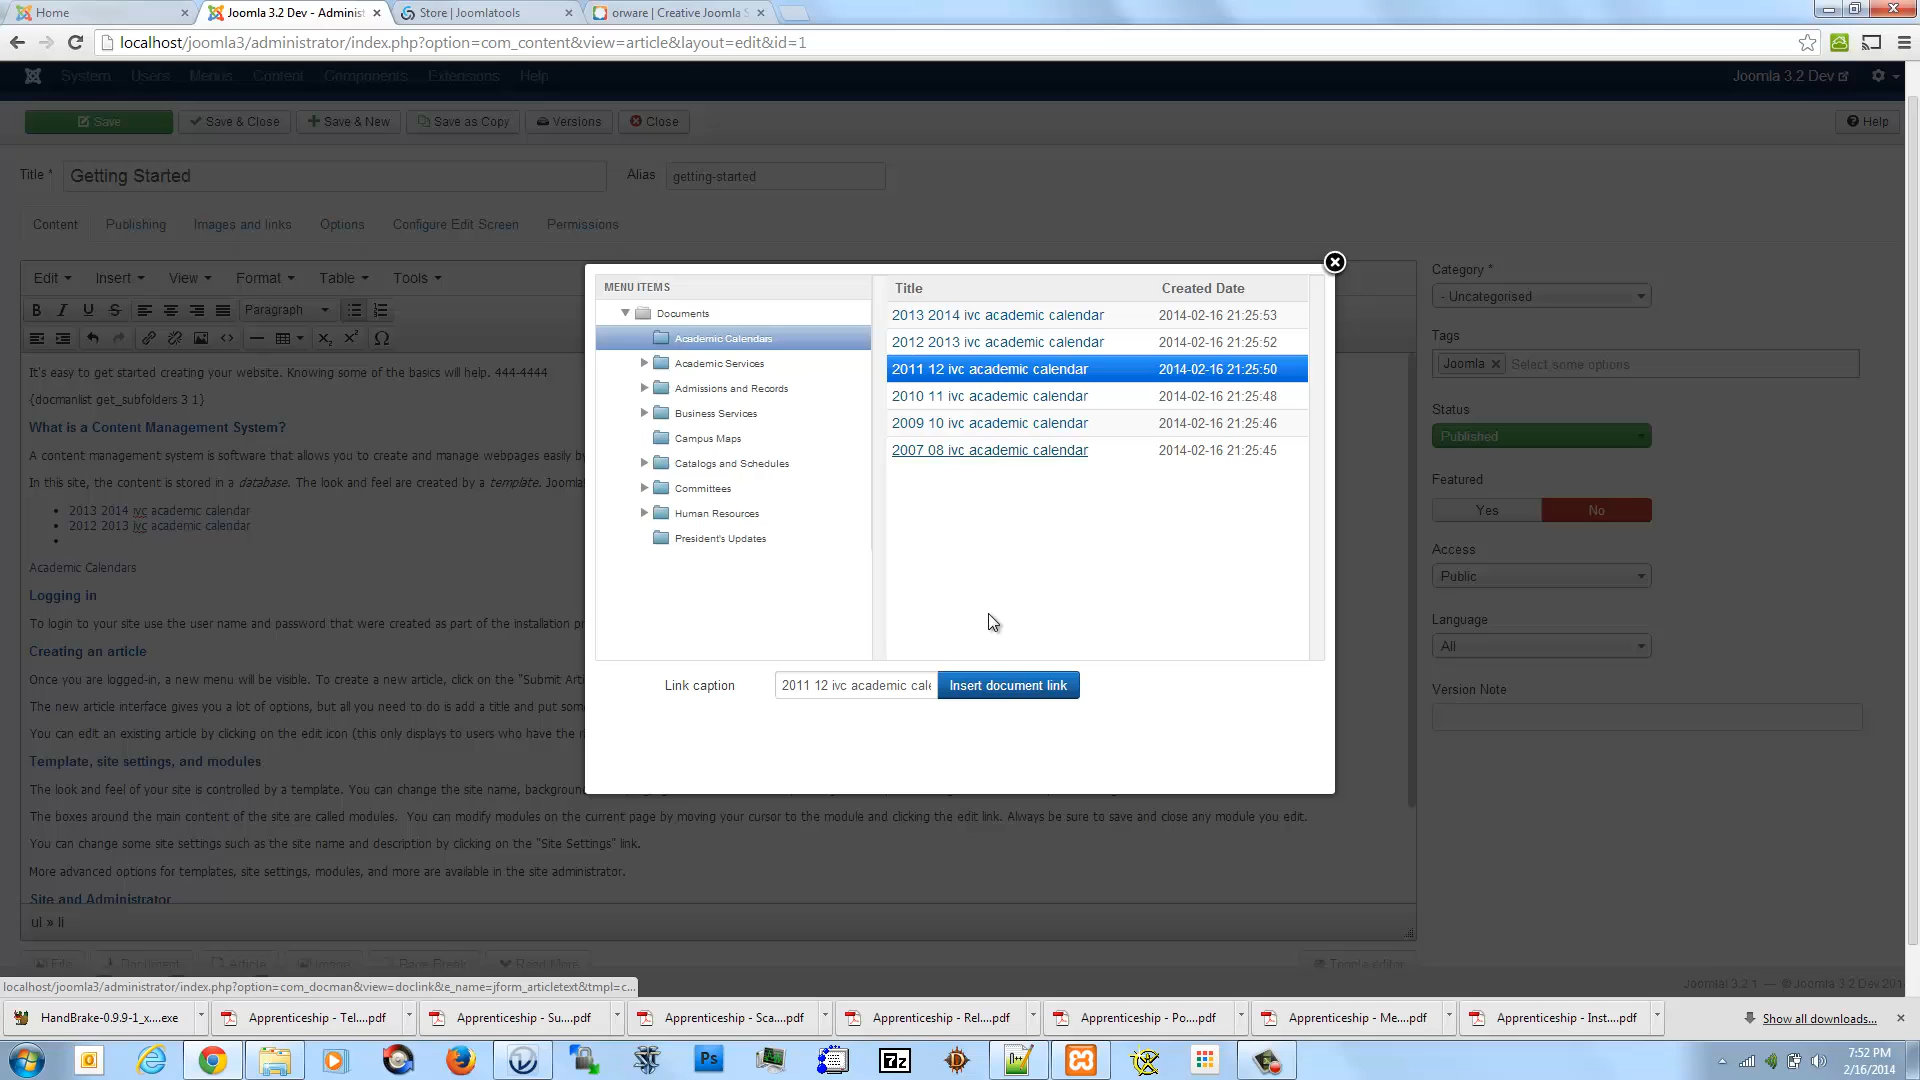 Home
Joomla 3.2 Dev - Adminis
Store | Joomlatools
orware | Creative Joomla S
localhost/joomla3/administrator/index.php?option=com_content&view=article&layout=edit&id=1
System Users Menus Content Components Extensions Help
Joomla 3.2 Dev
Save
Save & Close
Save & New
Save as Copy
Versions
Close
Help
Title * Getting Started
Alias getting-started
Content Publishing Images and links Options Configure Edit Screen Permissions
Edit Insert View Format Table Tools
Paragraph
It's easy to get started creating your website. Knowing some of the basics will help. 444-4444
{docmanlist get_subfolders 3 1}
What is a Content Management System?
A content management system is software that allows you to create and manage webpages easily by
In this site, the content is stored in a database. The look and feel are created by a template. Joomla
2013 2014 ivc academic calendar
2012 2013 ivc academic calendar
Academic Calendars
Logging in
To login to your site use the user name and password that were created as part of the installation
Creating an article
Once you are logged-in, a new menu will be visible. To create a new article, click on the "Submit
The new article interface gives you a lot of options, but all you need to do is add a title and put
You can edit an existing article by clicking on the edit icon (this only displays to users who have the
Template, site settings, and modules
The look and feel of your site is controlled by a template. You can change the site name, background
The boxes around the main content of the site are called modules. You can modify modules on the current page by moving your cursor to the module and clicking the edit link. Always be sure to save and close any module you edit.
You can change some site settings such as the site name and description by clicking on the "Site Settings" link.
More advanced options for templates, site settings, modules, and more are available in the site administrator.
Site and Administrator
ul » li
File Document Article Image Page Break Read More
Toggle editor
Category *
- Uncategorised
Tags
Joomla Select some options
Status
Published
Featured
Yes No
Access
Public
Language
All
Version Note
MENU ITEMS
Documents
Academic Calendars
Academic Services
Admissions and Records
Business Services
Campus Maps
Catalogs and Schedules
Committees
Human Resources
President's Updates
Title Created Date
2013 2014 ivc academic calendar 2014-02-16 21:25:53
2012 2013 ivc academic calendar 2014-02-16 21:25:52
2011 12 ivc academic calendar 2014-02-16 21:25:50
2010 11 ivc academic calendar 2014-02-16 21:25:48
2009 10 ivc academic calendar 2014-02-16 21:25:46
2007 08 ivc academic calendar 2014-02-16 21:25:45
Link caption 2011 12 ivc academic cale Insert document link
localhost/joomla3/administrator/index.php?option=com_docman&view=doclink&e_name=jform_articletext&tmpl=c...
Joomla! 3.2.1 — © Joomla 3.2 Dev 201
HandBrake-0.9.9-1_x....exe
Apprenticeship - Tel....pdf
Apprenticeship - Su....pdf
Apprenticeship - Sca....pdf
Apprenticeship - Rel....pdf
Apprenticeship - Po....pdf
Apprenticeship - Me....pdf
Apprenticeship - Inst....pdf
Show all downloads...
Ps
7z
7:52 PM
2/16/2014